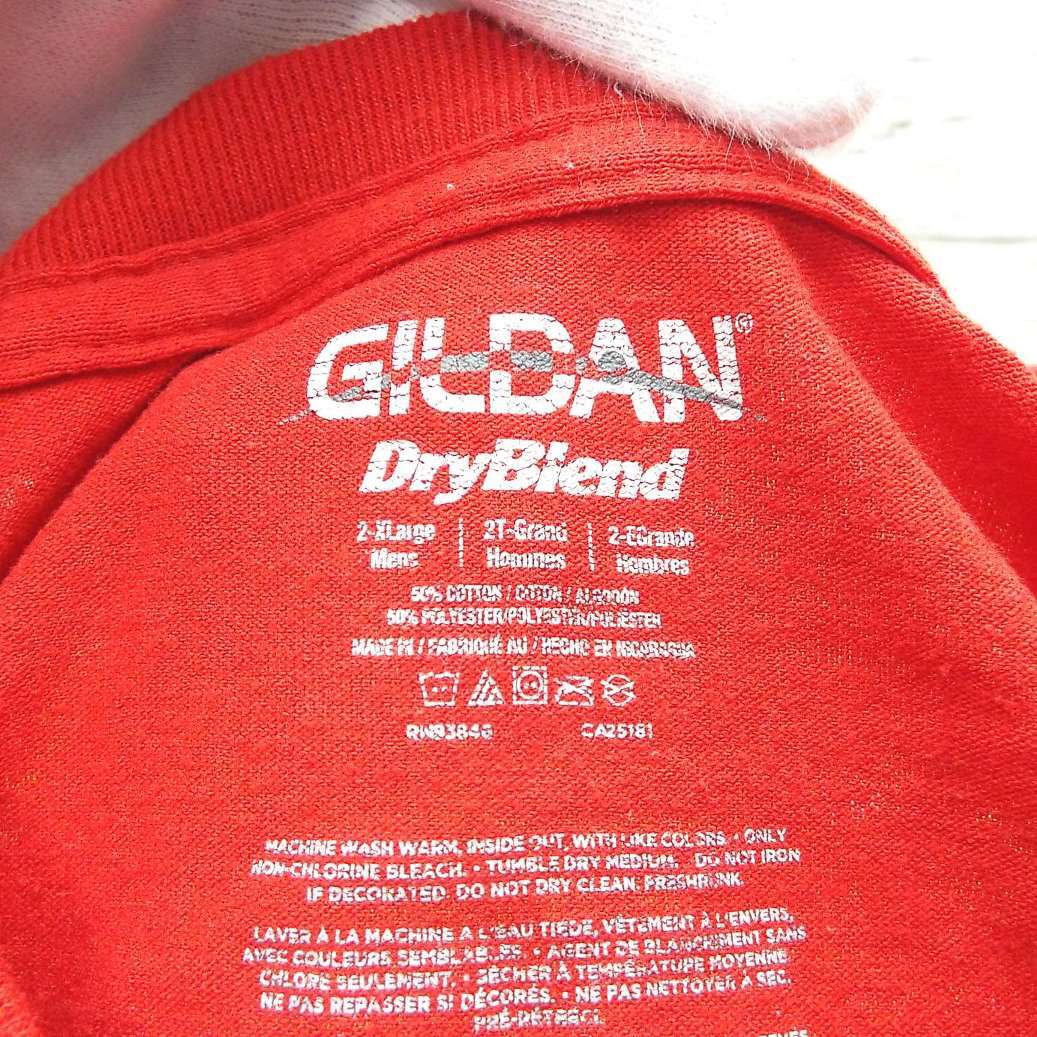 GILDAN®
DryBlend
2-XLarge | 2T-Grand | 2-EGrande
Mens | Hommes | Hombres
50% COTTON / COTON / ALGODON
50% POLYESTER/POLYESTER/POLIÉSTER
MADE IN / FABRIQUÉ AU / HECHO EN NICARAGUA
RN93846 CA25181
MACHINE WASH WARM, INSIDE OUT, WITH LIKE COLORS • ONLY
NON-CHLORINE BLEACH. • TUMBLE DRY MEDIUM. DO NOT IRON
IF DECORATED. DO NOT DRY CLEAN. PRESHRUNK.
LAVER À LA MACHINE À L'EAU TIÈDE, VÊTEMENT À L'ENVERS,
AVEC COULEURS SEMBLABLES. • AGENT DE BLANCHIMENT SANS
CHLORE SEULEMENT. • SÉCHER À TEMPÉRATURE MOYENNE
NE PAS REPASSER SI DÉCORÉS. • NE PAS NETTOYER À SEC.
PRÉ-RÉTRÉCI.